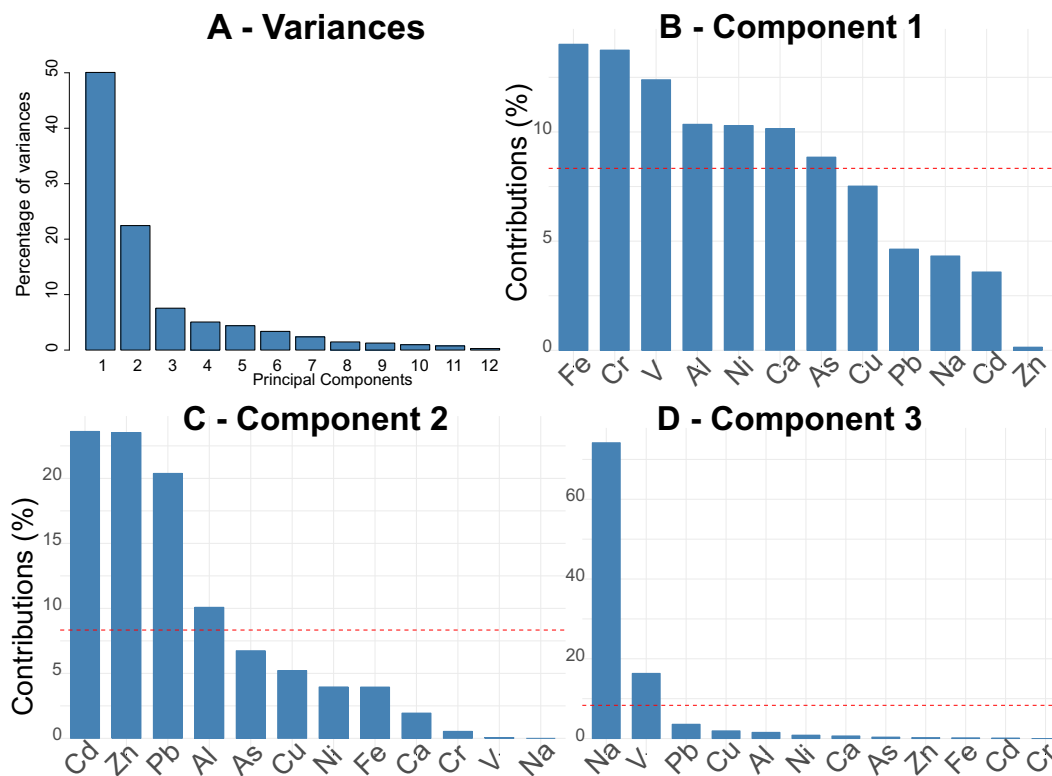 A - Variances
Percentage of variances
50
40
30
20
10
0
1 2 3 4 5 6 7 8 9 10 11 12
Principal Components
B - Component 1
Contributions (%)
10
5
0
Fe Cr V Al Ni Ca As Cu Pb Na Cd Zn
C - Component 2
Contributions (%)
20
15
10
5
0
Cd Zn Pb Al As Cu Ni Fe Ca Cr V Na
D - Component 3
60
40
20
0
Na V Pb Cu Al Ni Ca As Zn Fe Cd Cr